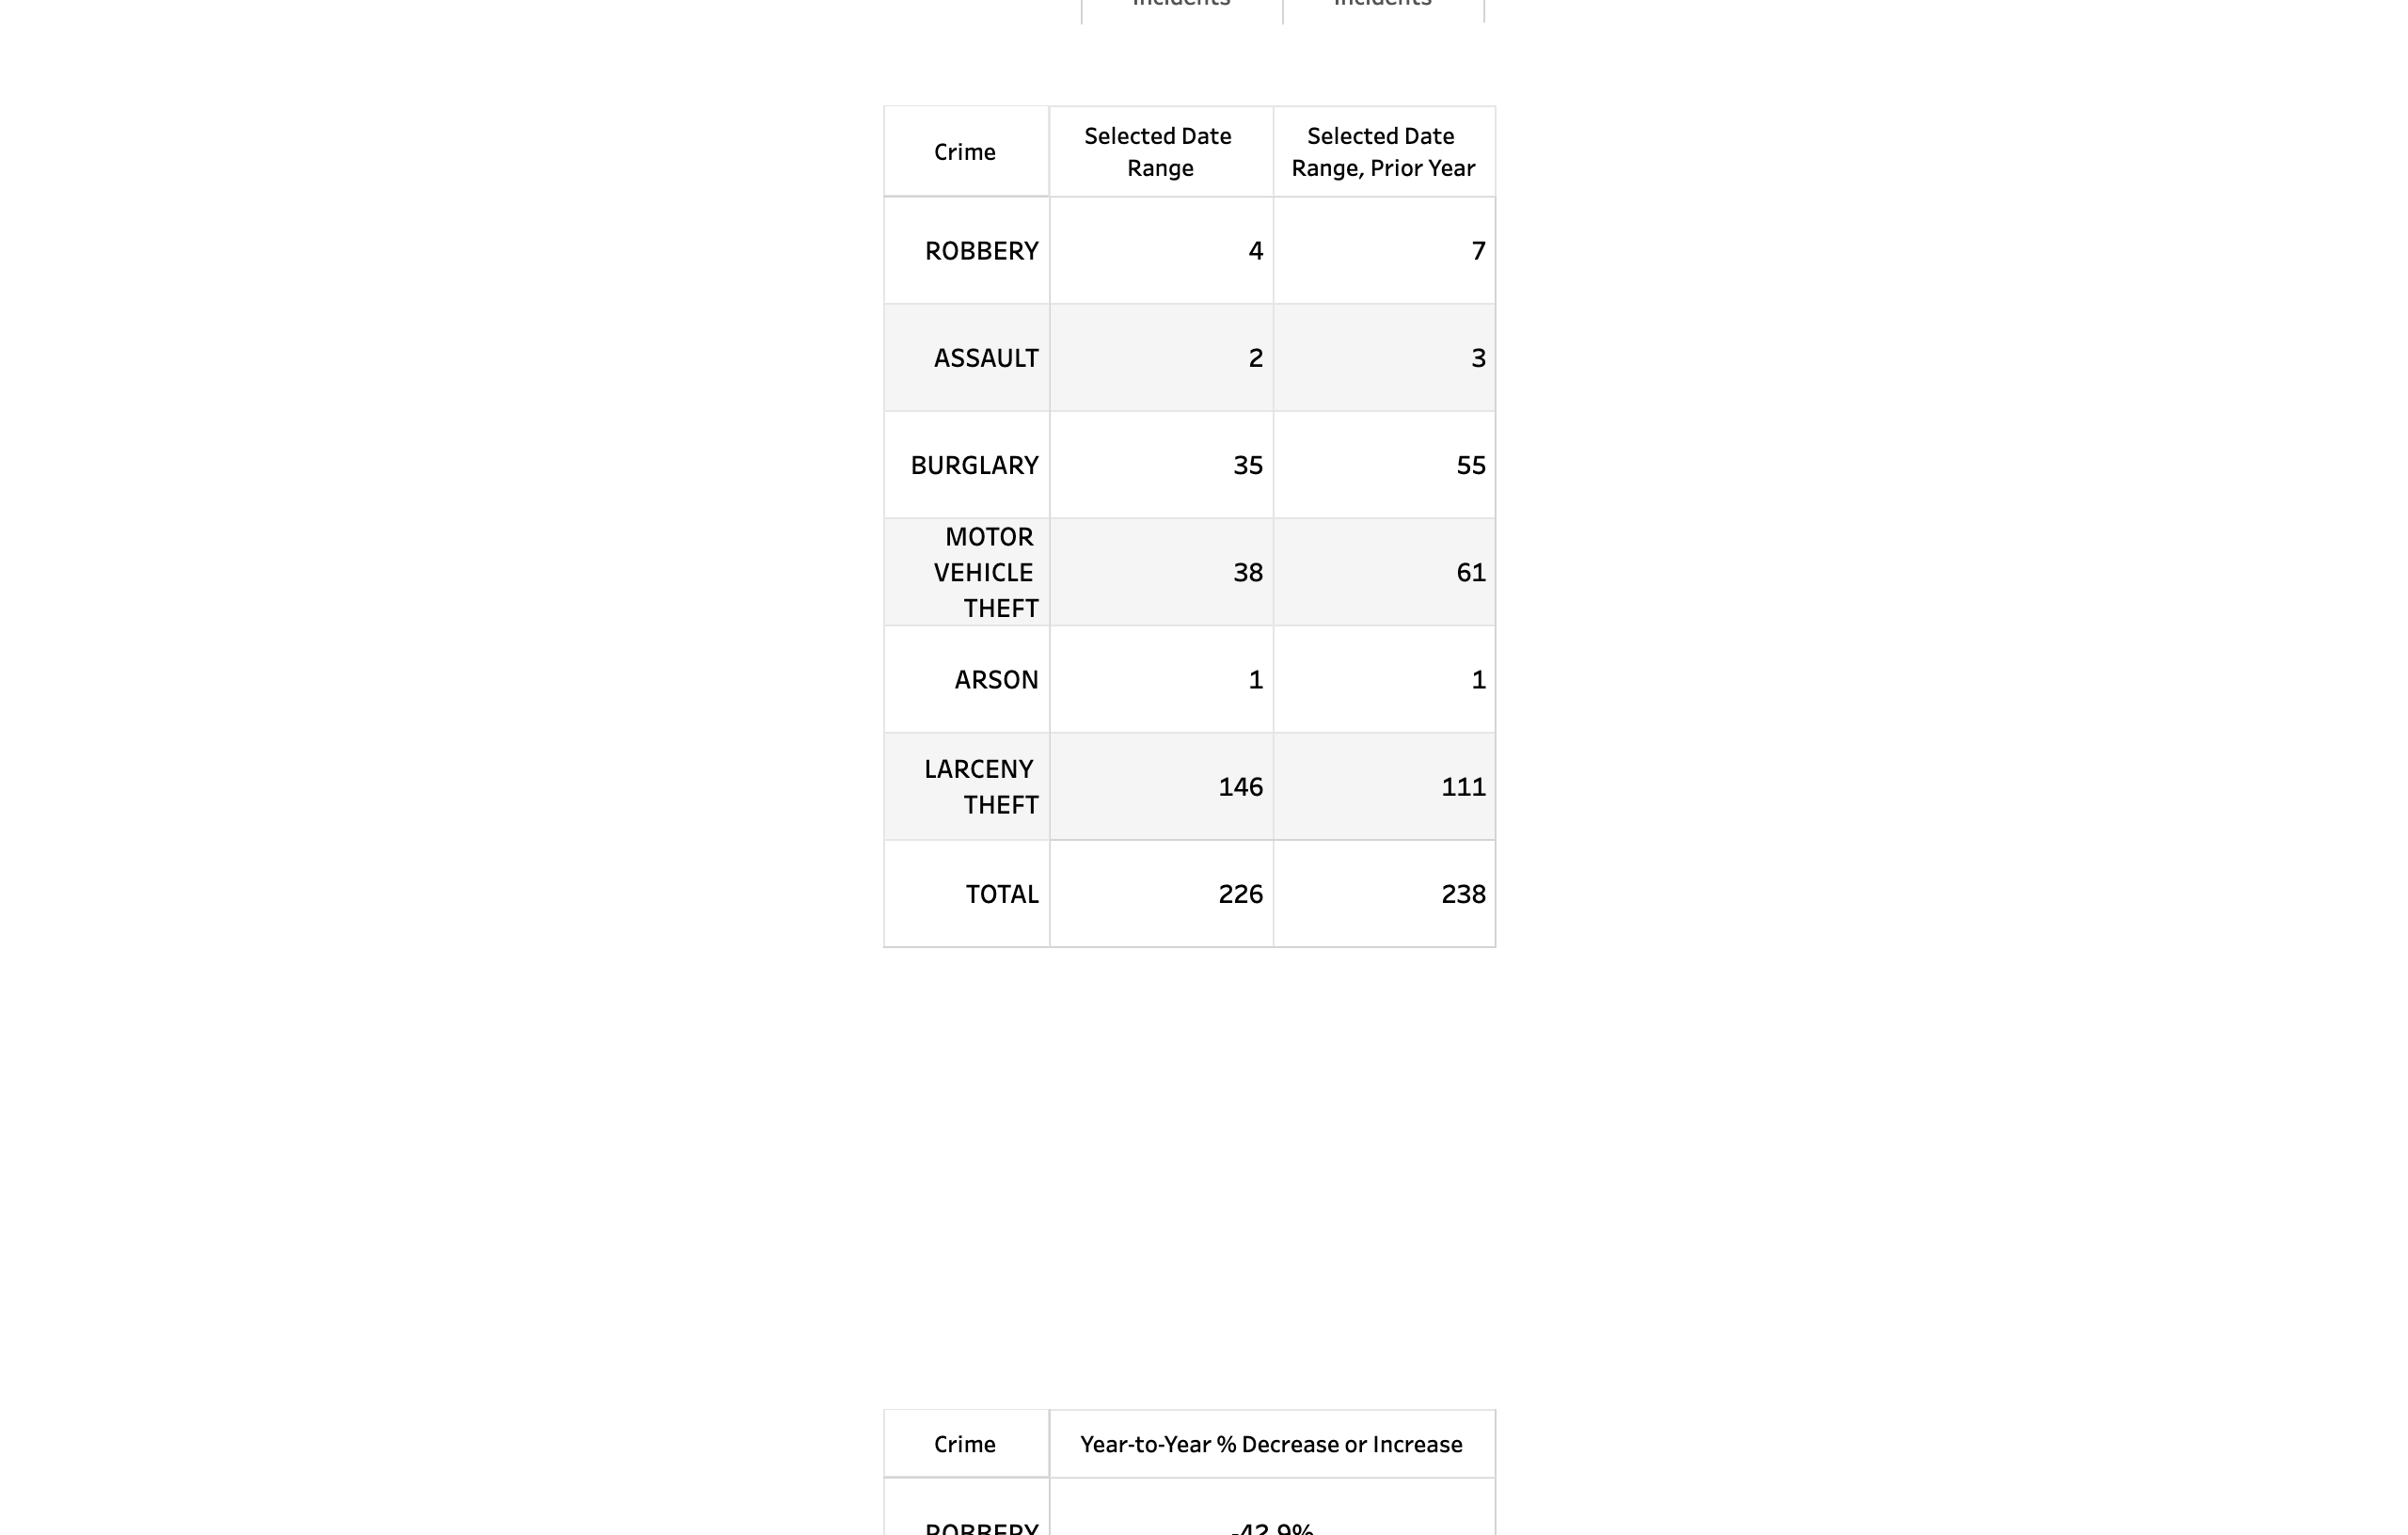 Incidents Incidents
Crime
Selected Date
Range
Selected Date
Range, Prior Year
ROBBERY 4 7
ASSAULT 2 3
BURGLARY 35 55
MOTOR
VEHICLE
THEFT
38 61
ARSON 1 1
LARCENY
THEFT
146 111
TOTAL 226 238
Crime Year-to-Year % Decrease or Increase
ROBBERY -42.9%